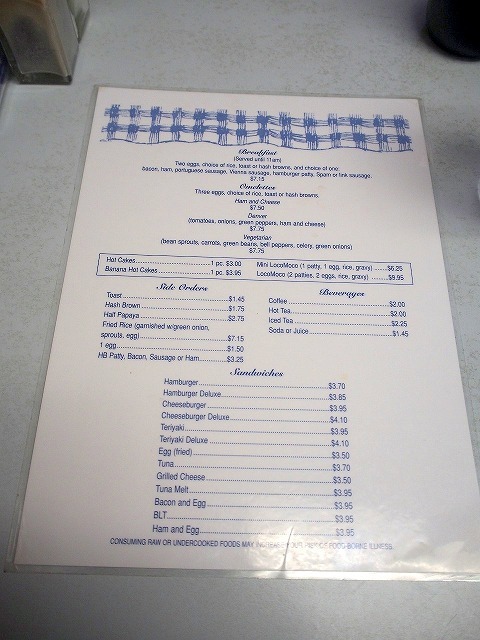 Breakfast
(Served until 11am)
Two eggs, choice of rice, toast or hash browns, and choice of one:
bacon, ham, portuguese sausage, Vienna sausage, hamburger patty, Spam or link sausage.
$7.15
Omelettes
Three eggs, choice of rice, toast or hash browns.
Ham and Cheese
$7.50
Denver
(tomatoes, onions, green peppers, ham and cheese)
$7.75
Vegetarian
(bean sprouts, carrots, green beans, bell peppers, celery, green onions)
$7.75
Hot Cakes 1 pc. $3.00
Banana Hot Cakes 1 pc. $3.95
Mini LocoMoco (1 patty, 1 egg, rice, gravy) $6.25
LocoMoco (2 patties, 2 eggs, rice, gravy) $9.95
Side Orders
Toast $1.45
Hash Brown $1.75
Half Papaya $2.75
Fried Rice (garnished w/green onion,
sprouts, egg) $7.15
1 egg $1.50
HB Patty, Bacon, Sausage or Ham $3.25
Beverages
Coffee $2.00
Hot Tea $2.00
Iced Tea $2.25
Soda or Juice $1.45
Sandwiches
Hamburger $3.70
Hamburger Deluxe $3.85
Cheeseburger $3.95
Cheeseburger Deluxe $4.10
Teriyaki $3.95
Teriyaki Deluxe $4.10
Egg (fried) $3.50
Tuna $3.70
Grilled Cheese $3.50
Tuna Melt $3.95
Bacon and Egg $3.95
BLT $3.95
Ham and Egg $3.95
CONSUMING RAW OR UNDERCOOKED FOODS MAY INCREASE YOUR RISK OF FOOD-BORNE ILLNESS.